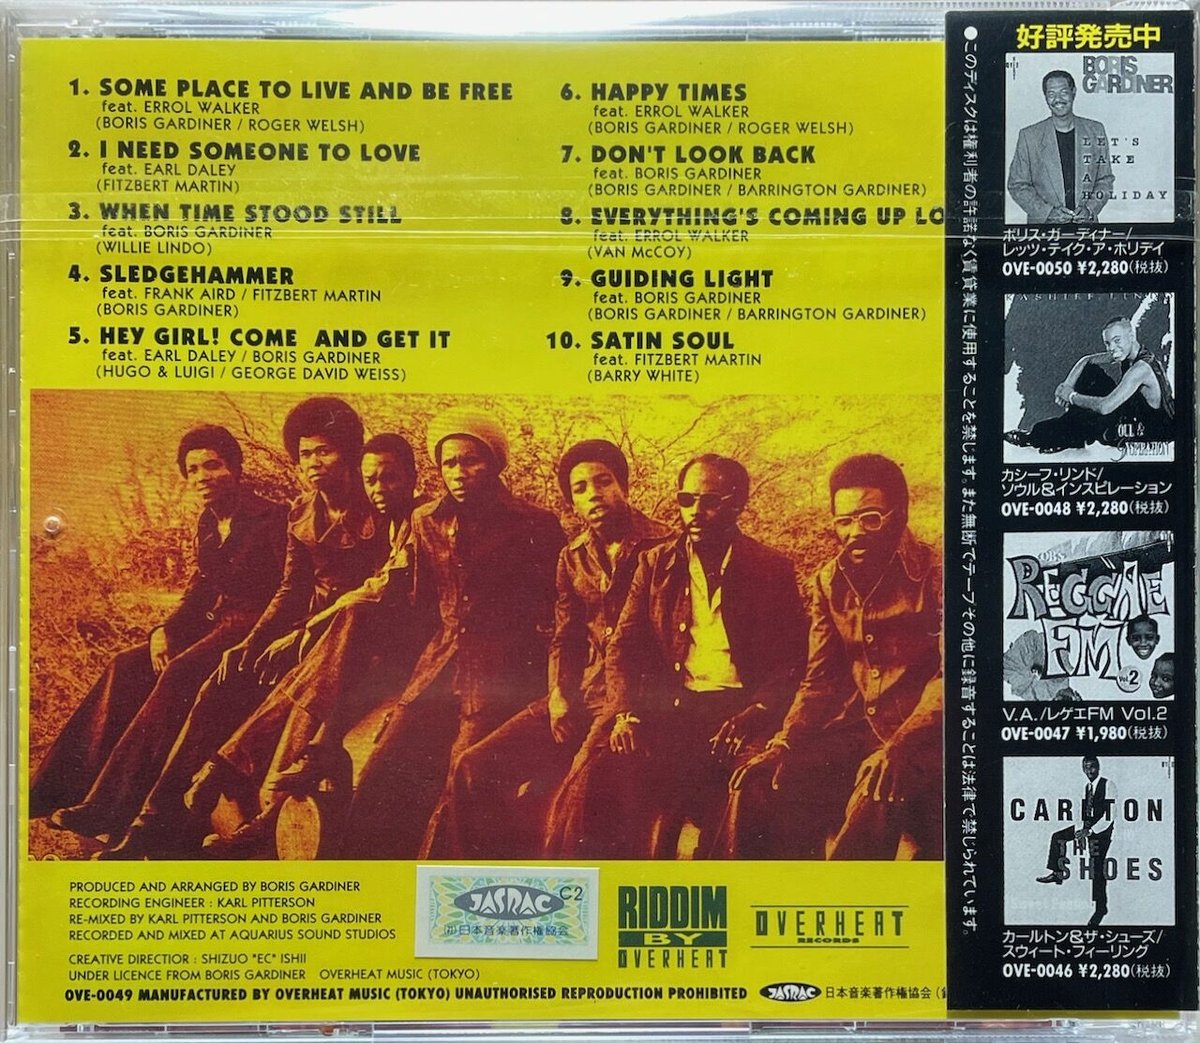 1. SOME PLACE TO LIVE AND BE FREE
feat. ERROL WALKER
(BORIS GARDINER / ROGER WELSH)
2. I NEED SOMEONE TO LOVE
feat. EARL DALEY
(FITZBERT MARTIN)
3. WHEN TIME STOOD STILL
feat. BORIS GARDINER
(WILLIE LINDO)
4. SLEDGEHAMMER
feat. FRANK AIRD / FITZBERT MARTIN
(BORIS GARDINER)
5. HEY GIRL! COME AND GET IT
feat. EARL DALEY / BORIS GARDINER
(HUGO & LUIGI / GEORGE DAVID WEISS)
6. HAPPY TIMES
feat. ERROL WALKER
(BORIS GARDINER / ROGER WELSH)
7. DON'T LOOK BACK
feat. BORIS GARDINER
(BORIS GARDINER / BARRINGTON GARDINER)
8. EVERYTHING'S COMING UP LO
feat. ERROL WALKER
(VAN McCOY)
9. GUIDING LIGHT
feat. BORIS GARDINER
(BORIS GARDINER / BARRINGTON GARDINER)
10. SATIN SOUL
feat. FITZBERT MARTIN
(BARRY WHITE)
PRODUCED AND ARRANGED BY BORIS GARDINER
RECORDING ENGINEER : KARL PITTERSON
RE-MIXED BY KARL PITTERSON AND BORIS GARDINER
RECORDED AND MIXED AT AQUARIUS SOUND STUDIOS
CREATIVE DIRECTIOR : SHIZUO "EC" ISHII
UNDER LICENCE FROM BORIS GARDINER OVERHEAT MUSIC (TOKYO)
OVE-0049 MANUFACTURED BY OVERHEAT MUSIC (TOKYO) UNAUTHORISED REPRODUCTION PROHIBITED
JASRAC 日本音楽著作権協会
JASRAC
C2
日本音楽著作権協会
RIDDIM
BY
OVERHEAT
OVERHEAT
RECORDS
●このディスクは権利者の許諾なく賃貸業に使用することを禁じます。また無断でテープその他に録音することは法律で禁じられています。
好評発売中
BORIS
GARDINER
LET'S
TAKE
A
HOLIDAY
ボリス・ガーディナー/
レッツ・テイク・ア・ホリデイ
OVE-0050 ¥2,280(税抜)
SOUL &
INSPIRATION
カシーフ・リンド/
ソウル&インスピレーション
OVE-0048 ¥2,280(税抜)
REGGAE
FM
Vol.2
V.A./レゲエFM Vol.2
OVE-0047 ¥1,980(税抜)
CARLTON
THE
SHOES
カールトン&ザ・シューズ/
スウィート・フィーリング
OVE-0046 ¥2,280(税抜)